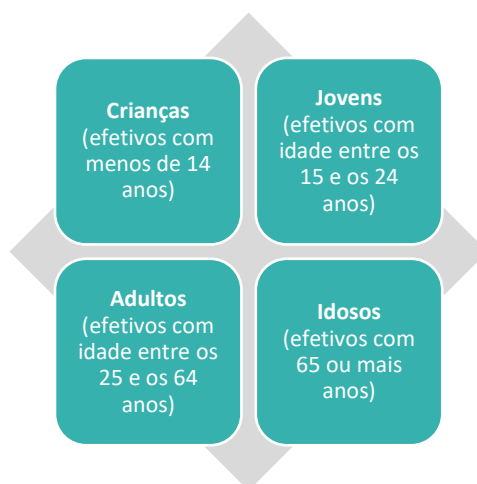 Crianças
(efetivos com
menos de 14
anos)
Jovens
(efetivos com
idade entre os
15 e os 24
anos)
Adultos
(efetivos com
idade entre os
25 e os 64
anos)
Idosos
(efetivos com
65 ou mais
anos)